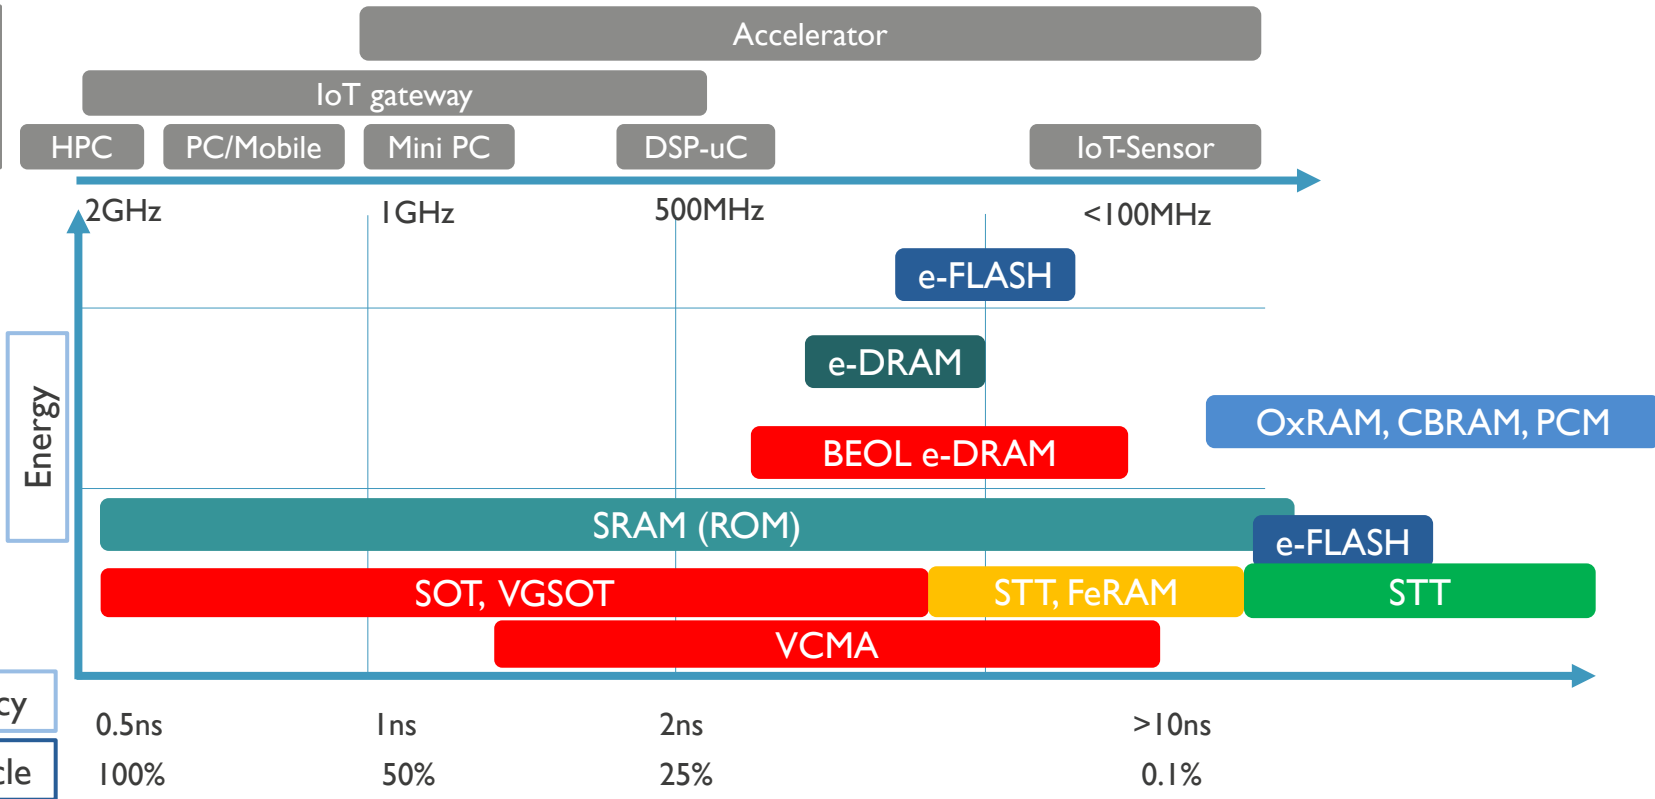 Accelerator
IoT gateway
HPC
PC/Mobile
Mini PC
DSP-uC
IoT-Sensor
2GHz
1GHz
500MHz
<100MHz
e-FLASH
e-DRAM
OxRAM, CBRAM, PCM
BEOL e-DRAM
Energy
SRAM (ROM)
e-FLASH
SOT, VGSOT
STT, FeRAM
STT
VCMA
cy
0.5ns
1ns
2ns
>10ns
cle
100%
50%
25%
0.1%